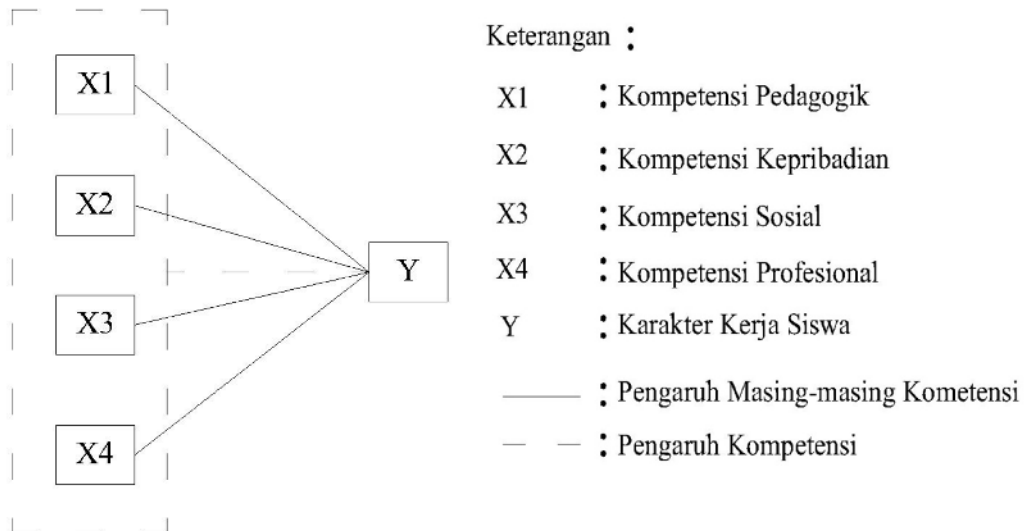 X1
X2
X3
X4
Y
Keterangan :
X1 : Kompetensi Pedagogik
X2 : Kompetensi Kepribadian
X3 : Kompetensi Sosial
X4 : Kompetensi Profesional
Y : Karakter Kerja Siswa
: Pengaruh Masing-masing Kometensi
: Pengaruh Kompetensi